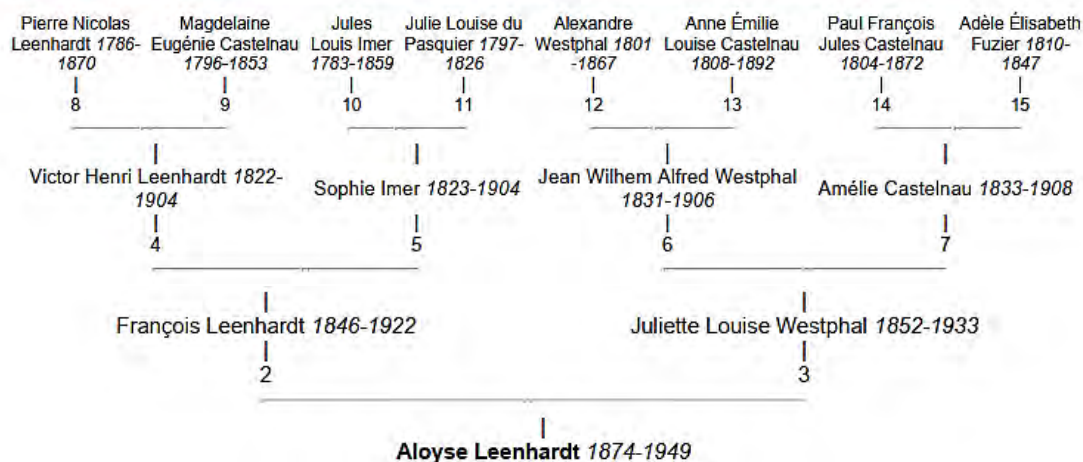 Pierre Nicolas Magdelaine Jules Julie Louise du Alexandre Anne Émilie Paul François Adèle Élisabeth
Leenhardt 1786- Eugénie Castelnau Louis Imer Pasquier 1797- Westphal 1801 Louise Castelnau Jules Castelnau Fuzier 1810-
1870 1796-1853 1783-1859 1826 -1867 1808-1892 1804-1872 1847
8 9 10 11 12 13 14 15
Victor Henri Leenhardt 1822- Sophie Imer 1823-1904 Jean Wilhem Alfred Westphal Amélie Castelnau 1833-1908
1904 1831-1906
4 5 6 7
François Leenhardt 1846-1922 Juliette Louise Westphal 1852-1933
2 3
Aloyse Leenhardt 1874-1949